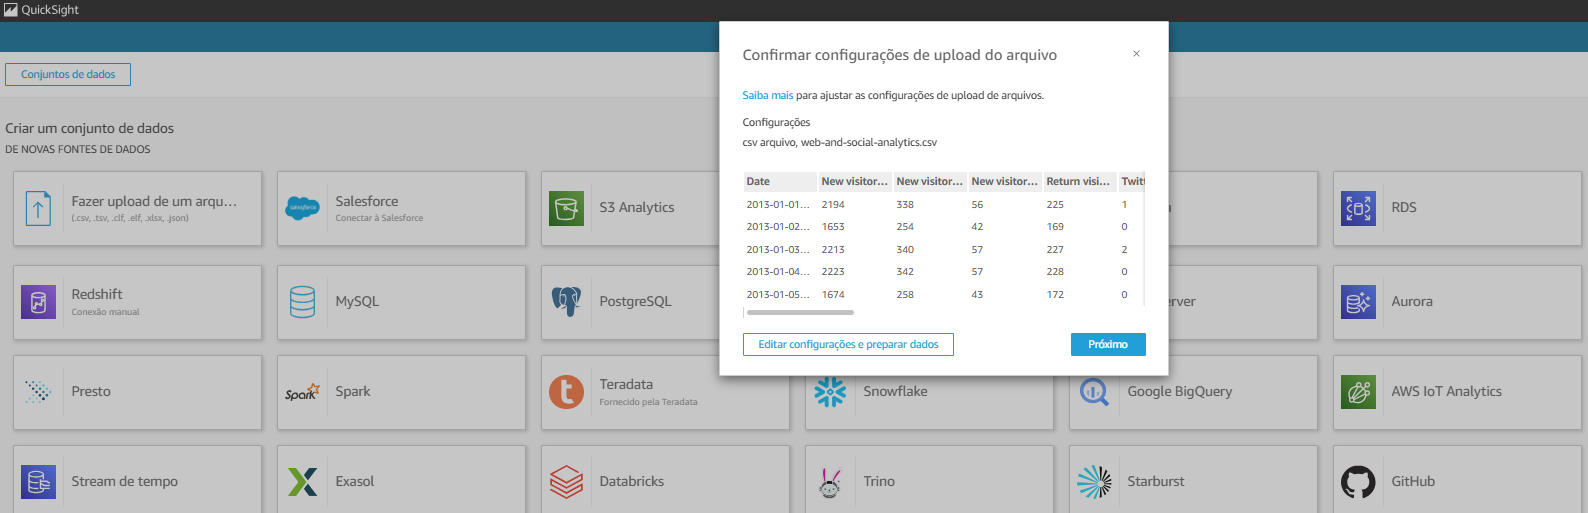 QuickSight
Conjuntos de dados
Criar um conjunto de dados
DE NOVAS FONTES DE DADOS
Confirmar configurações de upload do arquivo
×
Saiba mais para ajustar as configurações de upload de arquivos.
Configurações
csv arquivo, web-and-social-analytics.csv
Date New visitor... New visitor... New visitor... Return visi... Twitt
2013-01-01... 2194 338 56 225 1
2013-01-02... 1653 254 42 169 0
2013-01-03... 2213 340 57 227 2
2013-01-04... 2223 342 57 228 0
2013-01-05... 1674 258 43 172 0
Editar configurações e preparar dados
Próximo
Fazer upload de um arqu...
(.csv, .tsv, .clf, .elf, .xlsx, .json)
salesforce
Salesforce
Conectar à Salesforce
S3 Analytics
RDS
Redshift
Conexão manual
MySQL
PostgreSQL
erver
Aurora
Presto
Spark
Spark
Teradata
Fornecido pela Teradata
Snowflake
Google BigQuery
AWS IoT Analytics
Stream de tempo
Exasol
Databricks
Trino
Starburst
GitHub